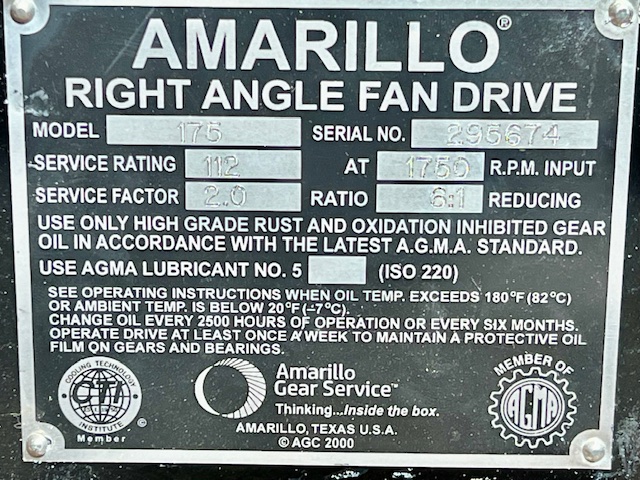 AMARILLO®
RIGHT ANGLE FAN DRIVE
MODEL 175 SERIAL NO. 295674
SERVICE RATING 112 AT 1750 R.P.M. INPUT
SERVICE FACTOR 2.0 RATIO 6:1 REDUCING
USE ONLY HIGH GRADE RUST AND OXIDATION INHIBITED GEAR
OIL IN ACCORDANCE WITH THE LATEST A.G.M.A. STANDARD.
USE AGMA LUBRICANT NO. 5 (ISO 220)
SEE OPERATING INSTRUCTIONS WHEN OIL TEMP. EXCEEDS 180°F (82°C)
OR AMBIENT TEMP. IS BELOW 20°F (-7°C).
CHANGE OIL EVERY 2500 HOURS OF OPERATION OR EVERY SIX MONTHS.
OPERATE DRIVE AT LEAST ONCE A WEEK TO MAINTAIN A PROTECTIVE OIL
FILM ON GEARS AND BEARINGS.
COOLING TECHNOLOGY
CTI
INSTITUTE
©
Member
Amarillo
Gear Service™
Thinking...Inside the box.
AMARILLO, TEXAS U.S.A.
© AGC 2000
MEMBER OF
AGMA